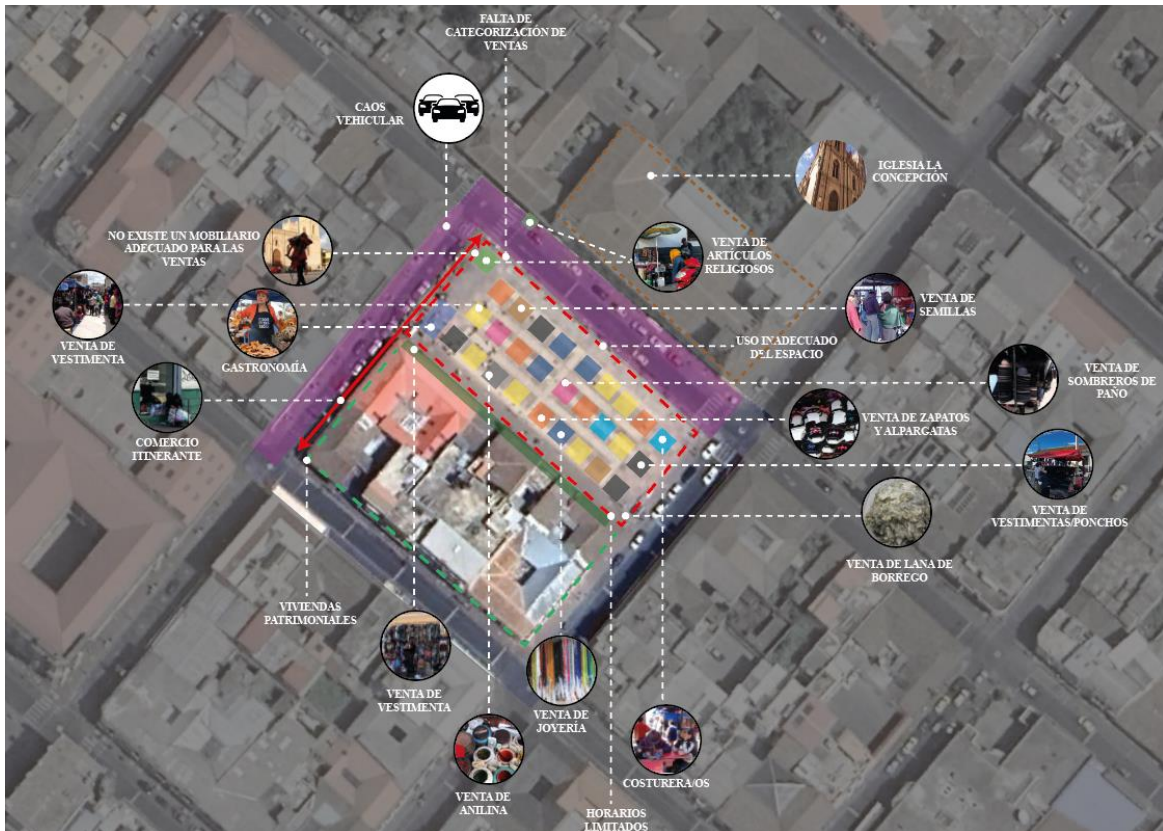 FALTA DE
CATEGORIZACIÓN DE
VENTAS
CAOS
VEHICULAR
IGLESIA LA
CONCEPCIÓN
NO EXISTE UN MOBILIARIO
ADECUADO PARA LAS
VENTAS
VENTA DE
ARTÍCULOS
RELIGIOSOS
VENTA DE
SEMILLAS
VENTA DE
VESTIMENTA
GASTRONOMÍA
USO INADECUADO
DEL ESPACIO
VENTA DE
SOMBREROS DE
PAÑO
VENTA DE ZAPATOS
Y ALPARGATAS
COMERCIO
ITINERANTE
VENTA DE
VESTIMENTAS/PONCHOS
VENTA DE LANA DE
BORREGO
VIVIENDAS
PATRIMONIALES
VENTA DE
VESTIMENTA
VENTA DE
JOYERÍA
COSTURERA/OS
VENTA DE
ANILINA
HORARIOS
LIMITADOS